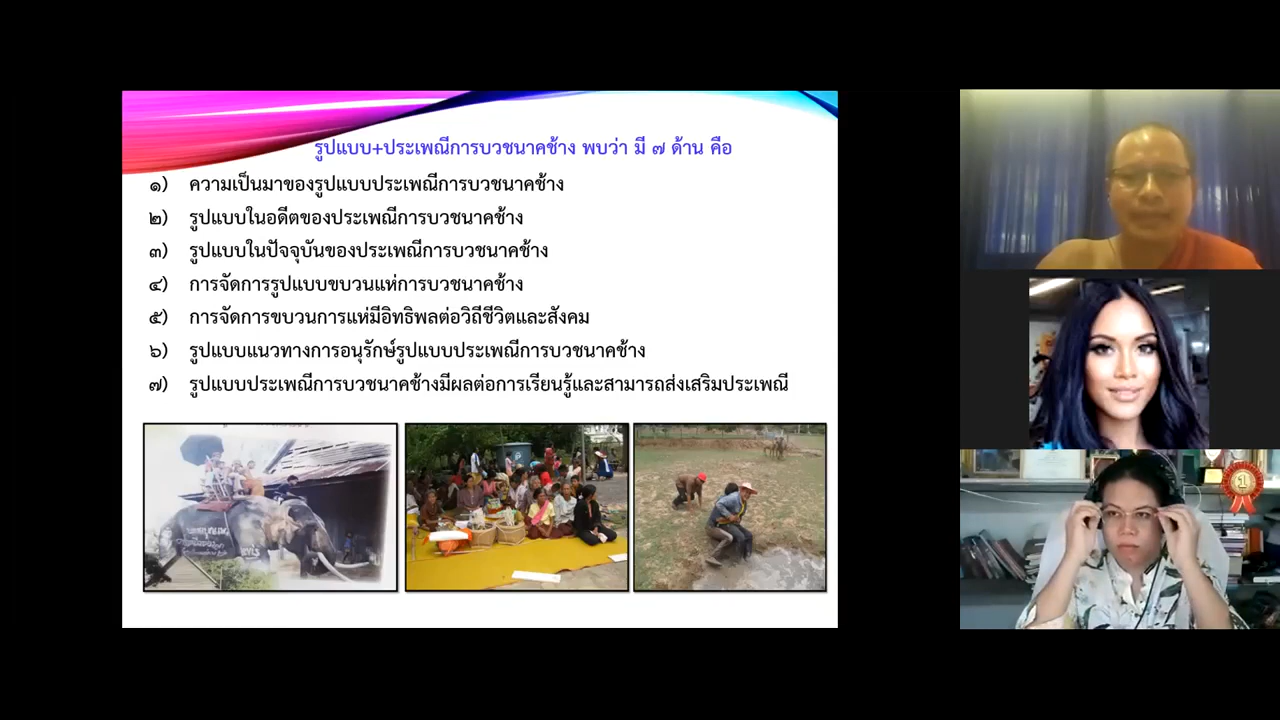 รูปแบบ+ประเพณีการบวชนาคช้าง พบว่า มี ๗ ด้าน คือ
๑) ความเป็นมาของรูปแบบประเพณีการบวชนาคช้าง
๒) รูปแบบในอดีตของประเพณีการบวชนาคช้าง
๓) รูปแบบในปัจจุบันของประเพณีการบวชนาคช้าง
๔) การจัดการรูปแบบขบวนแห่การบวชนาคช้าง
๕) การจัดการขบวนการแห่มีอิทธิพลต่อวิถีชีวิตและสังคม
๖) รูปแบบแนวทางการอนุรักษ์รูปแบบประเพณีการบวชนาคช้าง
๗) รูปแบบประเพณีการบวชนาคช้างมีผลต่อการเรียนรู้และสามารถส่งเสริมประเพณี
1